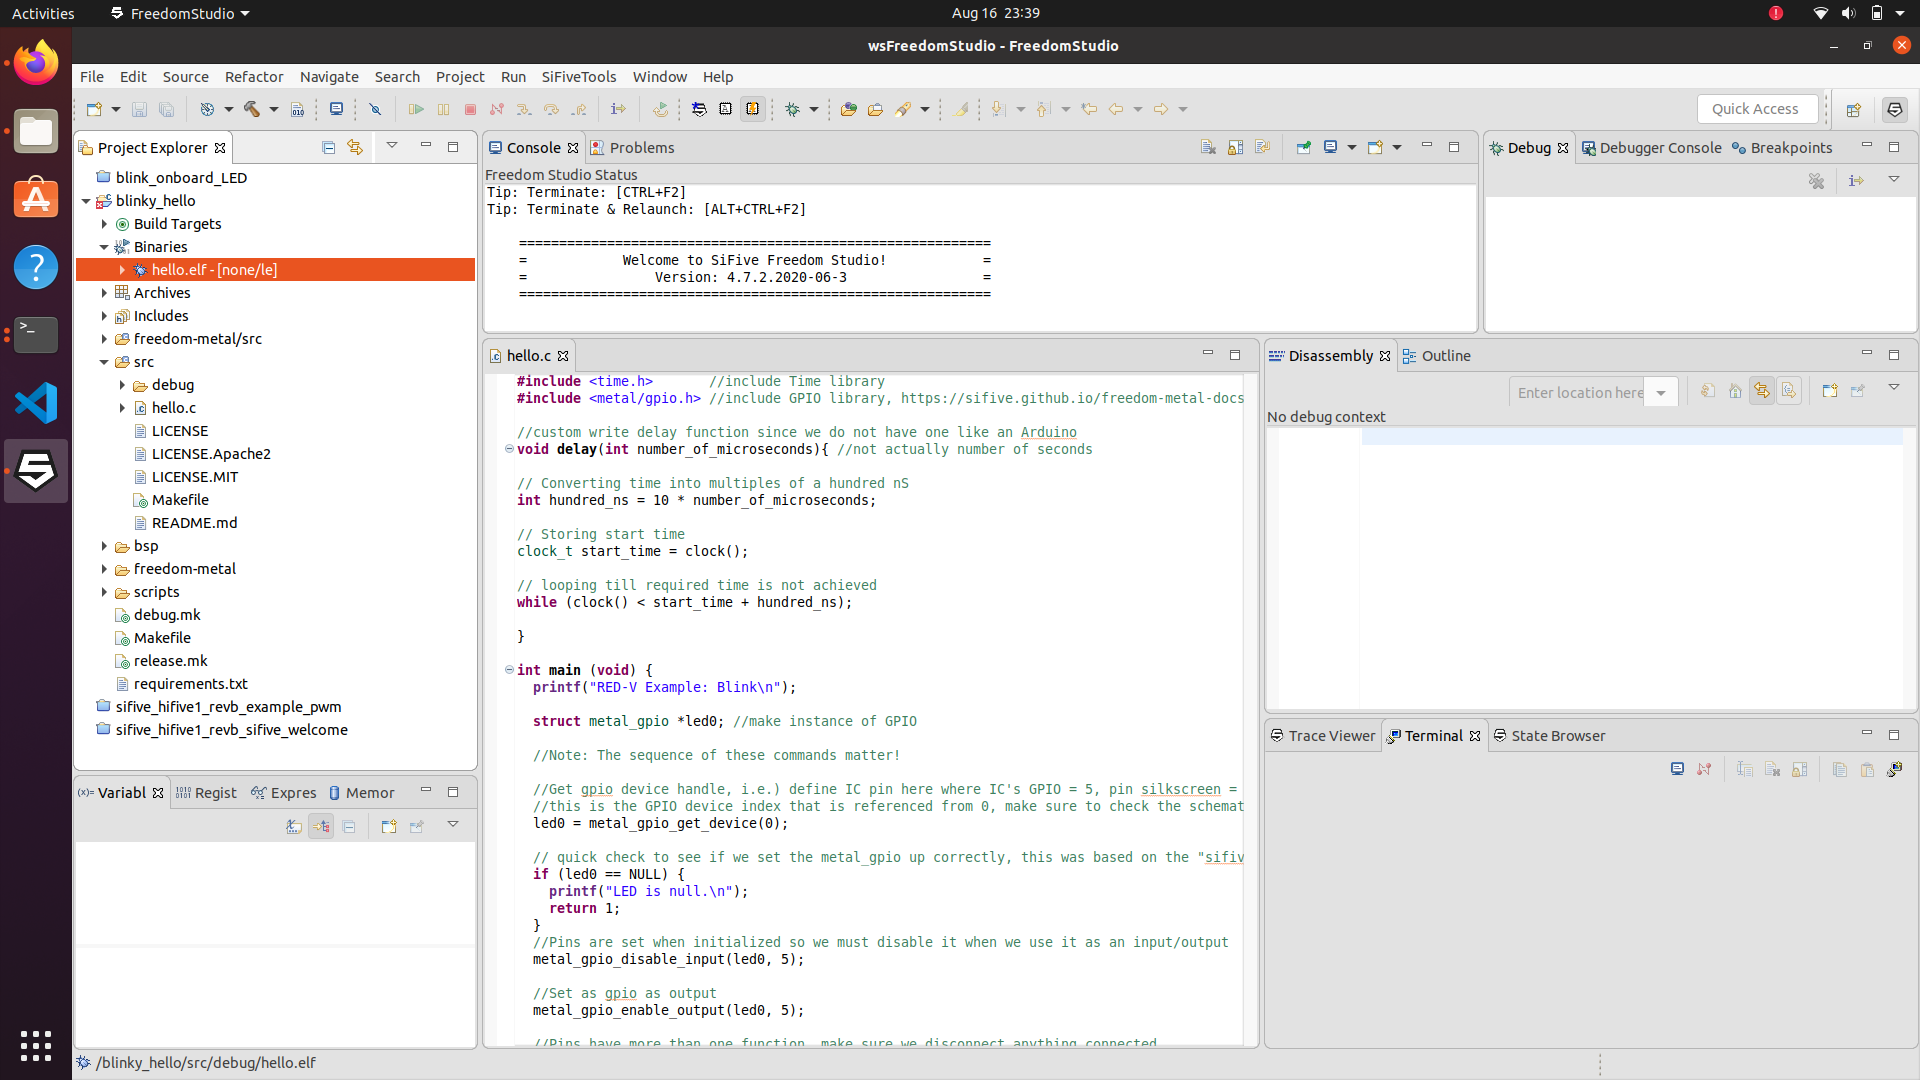 Activities
FreedomStudio
Aug 16 23:39
wsFreedomStudio - FreedomStudio
File Edit Source Refactor Navigate Search Project Run SiFiveTools Window Help
Quick Access
Project Explorer
blink_onboard_LED
blinky_hello
Build Targets
Binaries
hello.elf - [none/le]
Archives
Includes
freedom-metal/src
src
debug
hello.c
LICENSE
LICENSE.Apache2
LICENSE.MIT
Makefile
README.md
bsp
freedom-metal
scripts
debug.mk
Makefile
release.mk
requirements.txt
sifive_hifive1_revb_example_pwm
sifive_hifive1_revb_sifive_welcome
(x)= Variabl
Regist
Expres
Memor
/blinky_hello/src/debug/hello.elf
Console
Problems
Freedom Studio Status
Tip: Terminate: [CTRL+F2]
Tip: Terminate & Relaunch: [ALT+CTRL+F2]
===========================================================
= Welcome to SiFive Freedom Studio! =
= Version: 4.7.2.2020-06-3 =
===========================================================
hello.c
#include <time.h> //include Time library
#include <metal/gpio.h> //include GPIO library, https://sifive.github.io/freedom-metal-docs
//custom write delay function since we do not have one like an Arduino
void delay(int number_of_microseconds){ //not actually number of seconds
// Converting time into multiples of a hundred nS
int hundred_ns = 10 * number_of_microseconds;
// Storing start time
clock_t start_time = clock();
// looping till required time is not achieved
while (clock() < start_time + hundred_ns);
}
int main (void) {
printf("RED-V Example: Blink\n");
struct metal_gpio *led0; //make instance of GPIO
//Note: The sequence of these commands matter!
//Get gpio device handle, i.e.) define IC pin here where IC's GPIO = 5, pin silkscreen =
//this is the GPIO device index that is referenced from 0, make sure to check the schemat
led0 = metal_gpio_get_device(0);
// quick check to see if we set the metal_gpio up correctly, this was based on the "sifiv
if (led0 == NULL) {
printf("LED is null.\n");
return 1;
}
//Pins are set when initialized so we must disable it when we use it as an input/output
metal_gpio_disable_input(led0, 5);
//Set as gpio as output
metal_gpio_enable_output(led0, 5);
//Pins have more than one function, make sure we disconnect anything connected
Debug
Debugger Console
Breakpoints
Disassembly
Outline
Enter location here
No debug context
Trace Viewer
Terminal
State Browser